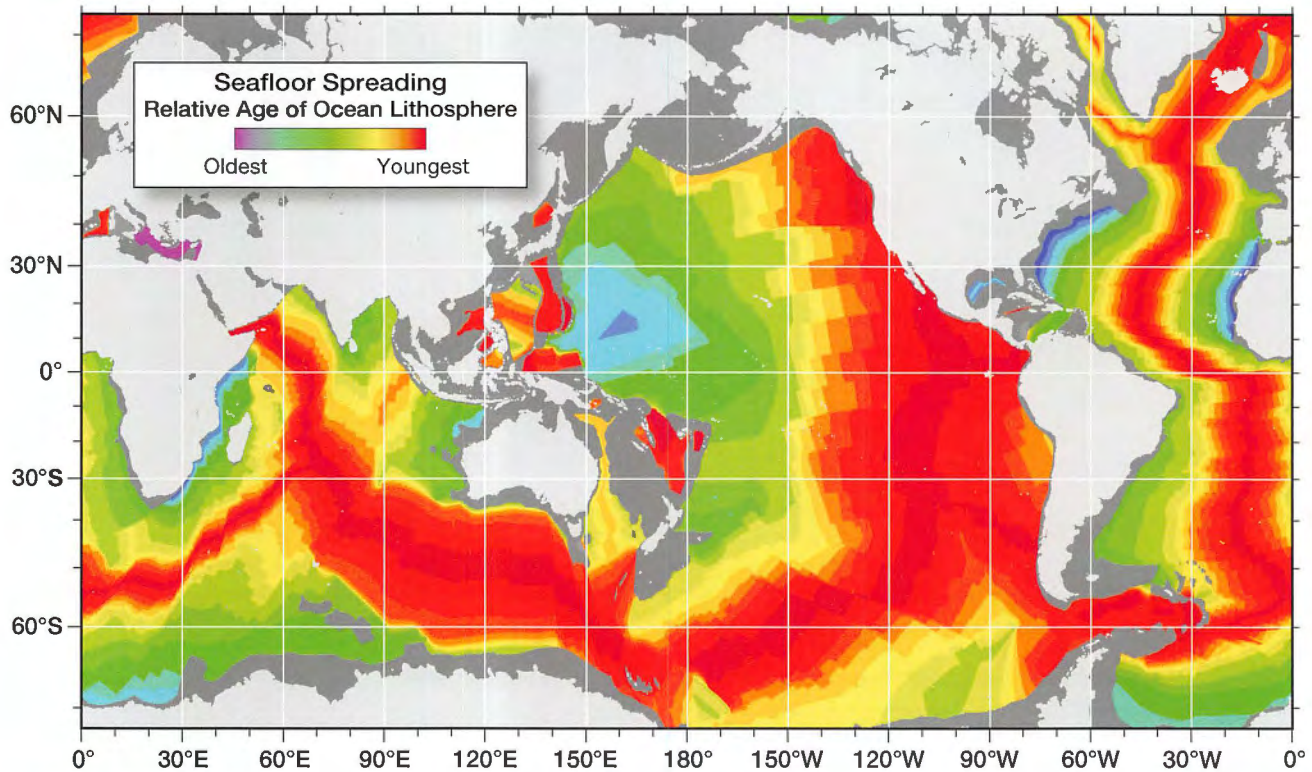 Seafloor Spreading
Relative Age of Ocean Lithosphere
Oldest Youngest
60°N
30°N
0°
30°S
60°S
0° 30°E 60°E 90°E 120°E 150°E 180° 150°W 120°W 90°W 60°W 30°W 0°